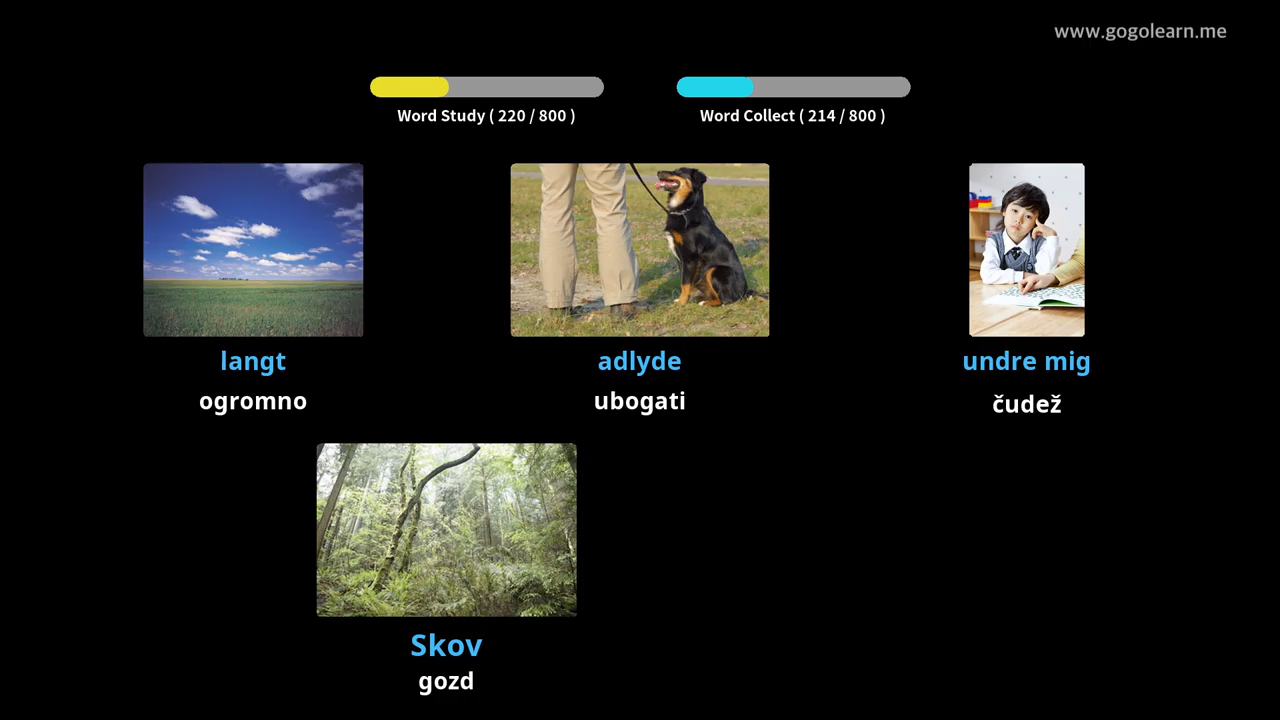 www.gogolearn.me
Word Study ( 220 / 800 )
Word Collect ( 214 / 800 )
langt
adlyde
undre mig
ogromno
ubogati
čudež
Skov
gozd